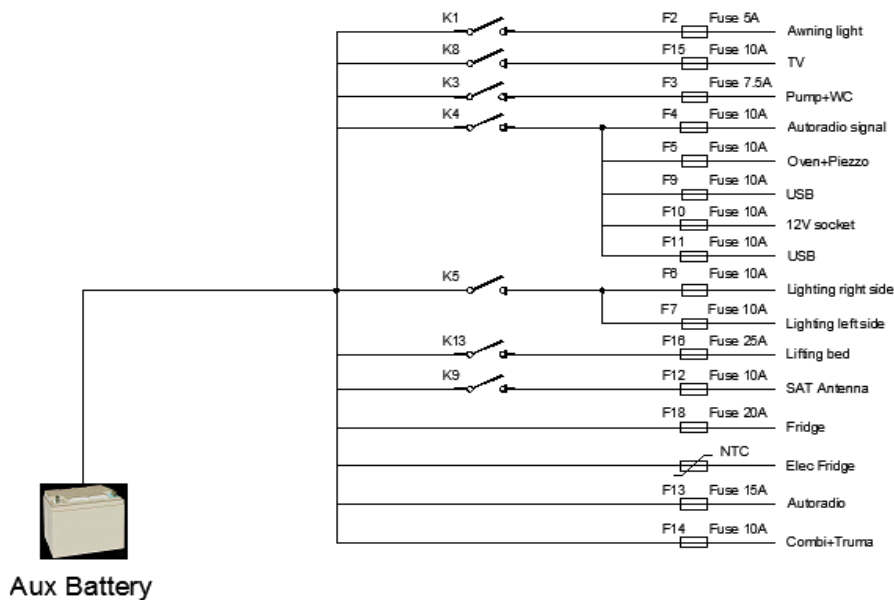 K1 F2 Fuse 5A Awning light
K8 F15 Fuse 10A TV
K3 F3 Fuse 7.5A Pump+WC
K4 F4 Fuse 10A Autoradio signal
F5 Fuse 10A Oven+Piezzo
F9 Fuse 10A USB
F10 Fuse 10A 12V socket
F11 Fuse 10A USB
K5 F6 Fuse 10A Lighting right side
F7 Fuse 10A Lighting left side
K13 F16 Fuse 25A Lifting bed
K9 F12 Fuse 10A SAT Antenna
F18 Fuse 20A Fridge
NTC Elec Fridge
F13 Fuse 15A Autoradio
F14 Fuse 10A Combi+Truma
Aux Battery